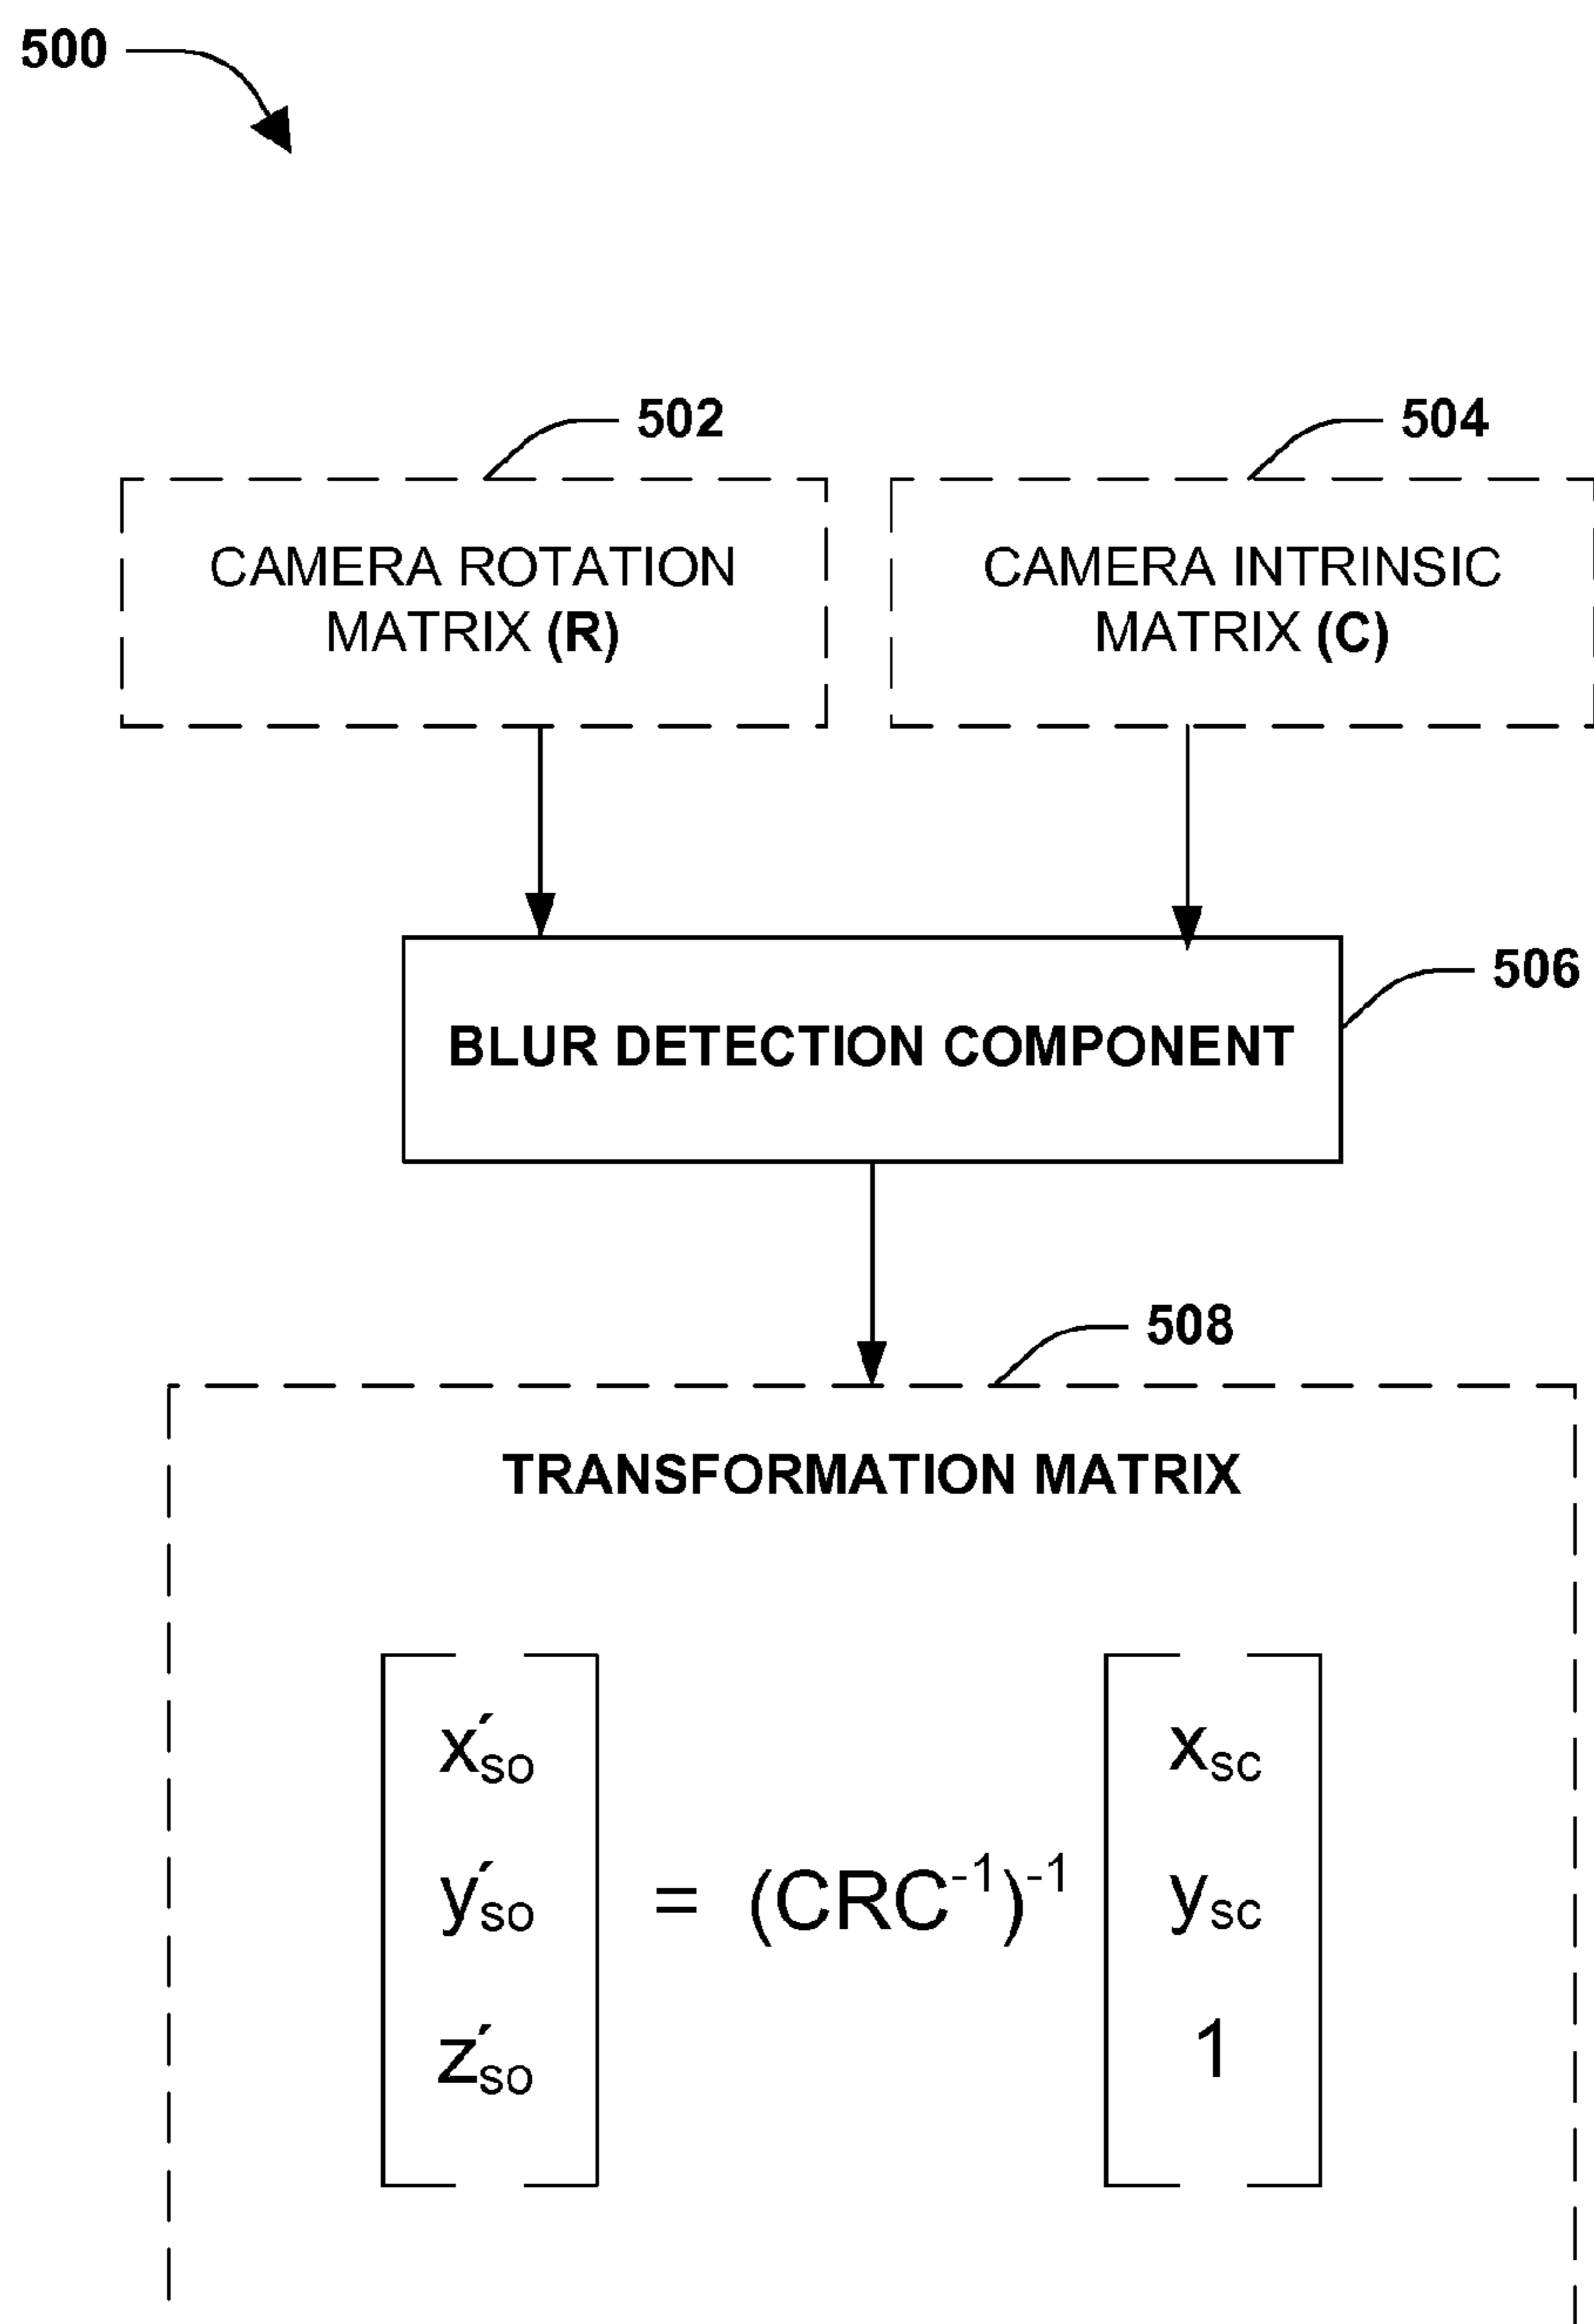 500
502
504
CAMERA ROTATION
MATRIX (R)
CAMERA INTRINSIC
MATRIX (C)
506
BLUR DETECTION COMPONENT
508
TRANSFORMATION MATRIX
x′so xsc
y′so = (CRC⁻¹)⁻¹ ysc
z′so 1